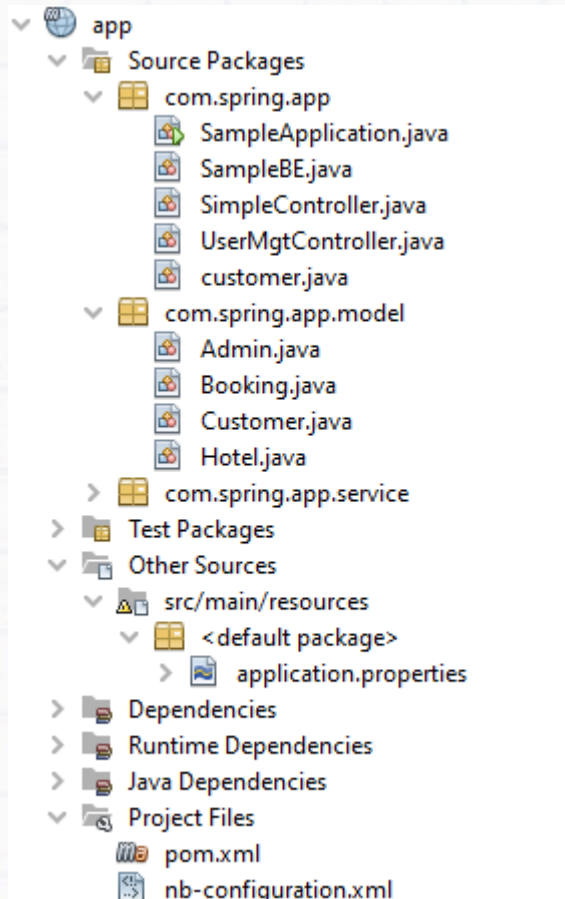 app
Source Packages
com.spring.app
SampleApplication.java
SampleBE.java
SimpleController.java
UserMgtController.java
customer.java
com.spring.app.model
Admin.java
Booking.java
Customer.java
Hotel.java
com.spring.app.service
Test Packages
Other Sources
src/main/resources
<default package>
application.properties
Dependencies
Runtime Dependencies
Java Dependencies
Project Files
pom.xml
nb-configuration.xml